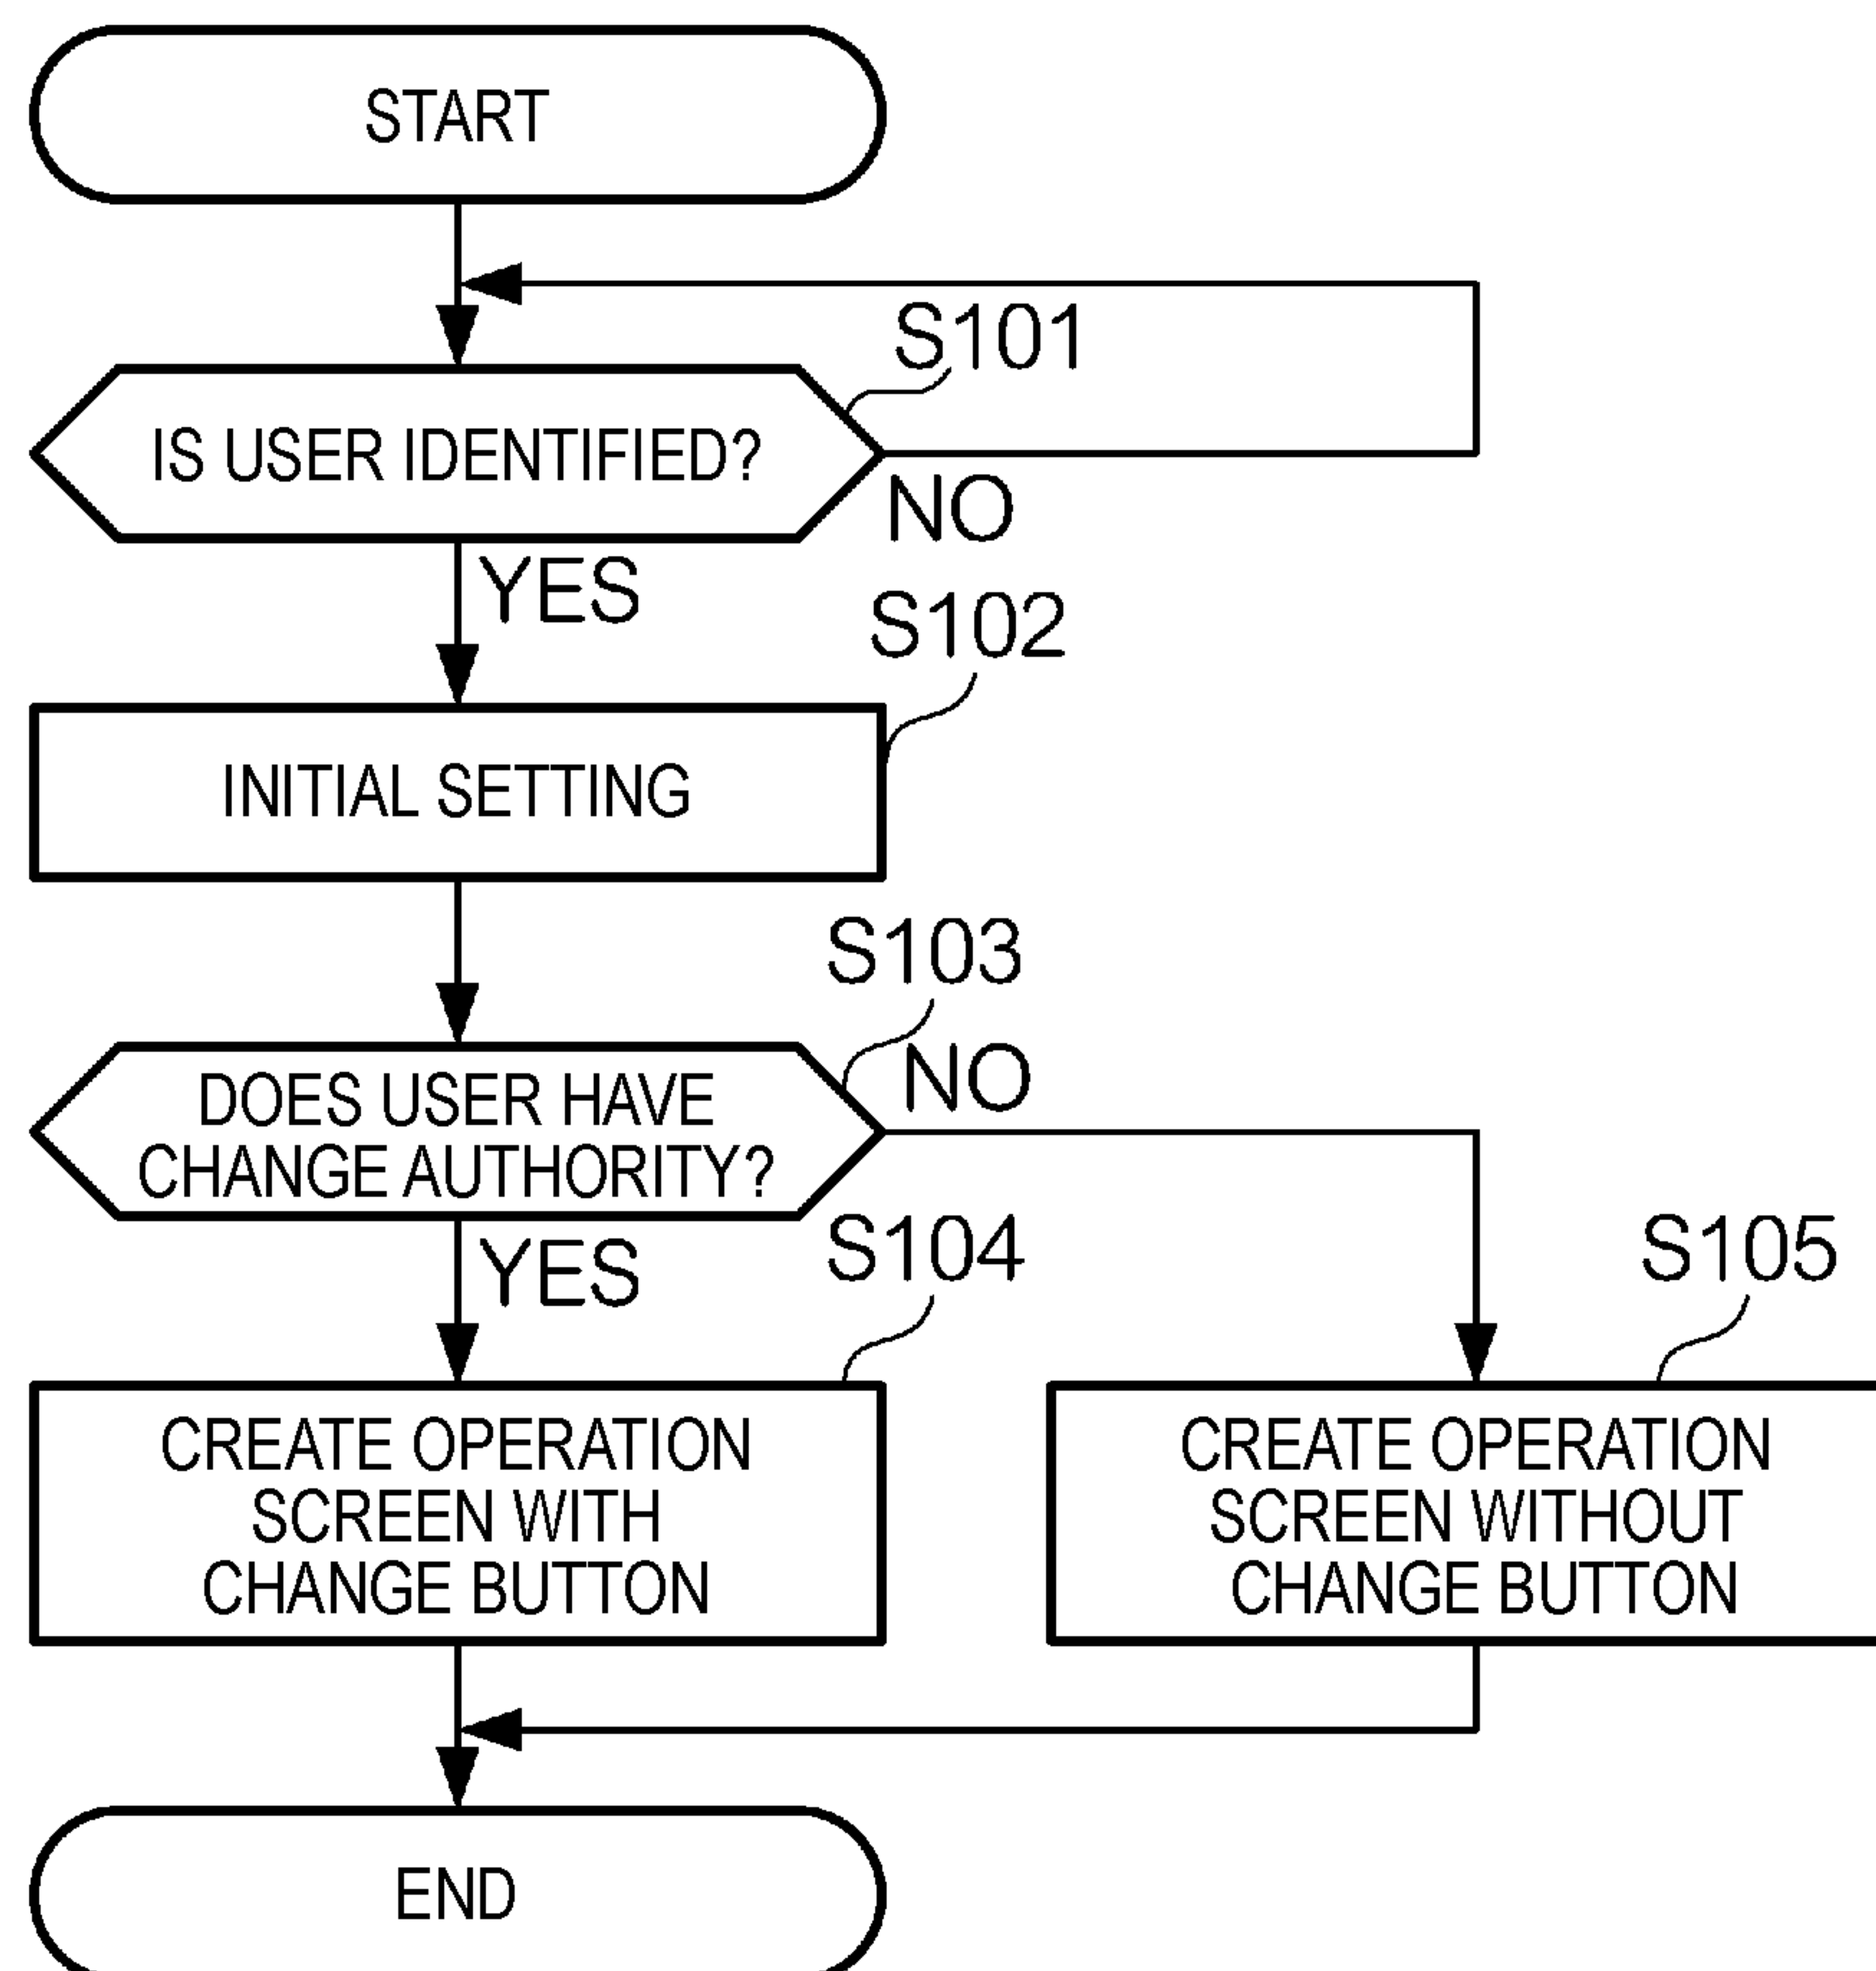 START
S101
IS USER IDENTIFIED?
NO
YES
S102
INITIAL SETTING
S103
NO
DOES USER HAVE
CHANGE AUTHORITY?
YES
S104
S105
CREATE OPERATION
SCREEN WITH
CHANGE BUTTON
CREATE OPERATION
SCREEN WITHOUT
CHANGE BUTTON
END